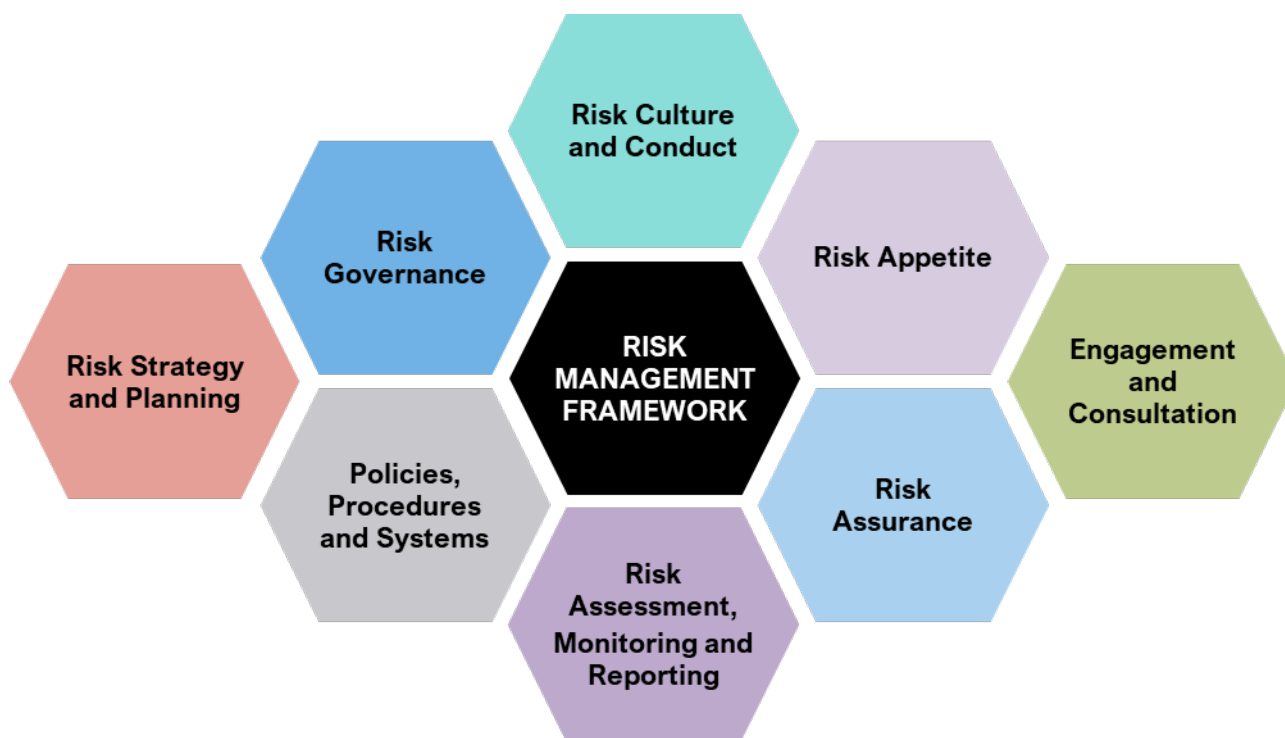 Risk Culture
and Conduct
Risk
Governance
Risk Appetite
Risk Strategy
and Planning
RISK
MANAGEMENT
FRAMEWORK
Engagement
and
Consultation
Policies,
Procedures
and Systems
Risk
Assurance
Risk
Assessment,
Monitoring and
Reporting